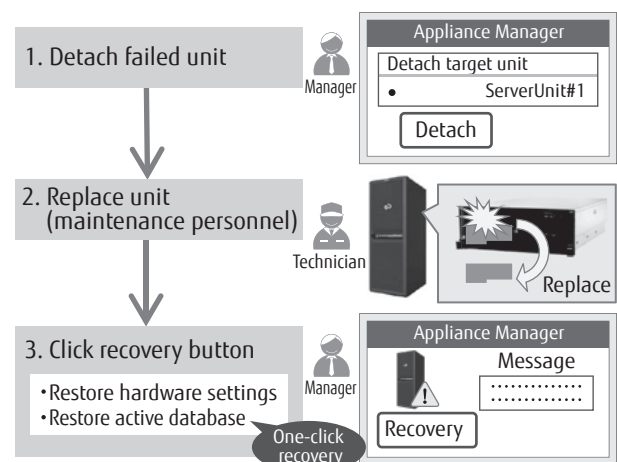 1. Detach failed unit
Manager
Appliance Manager
Detach target unit
• ServerUnit#1
Detach
2. Replace unit
(maintenance personnel)
Technician
Replace
3. Click recovery button
•Restore hardware settings
•Restore active database
One-click
recovery
Manager
Appliance Manager
Message
Recovery